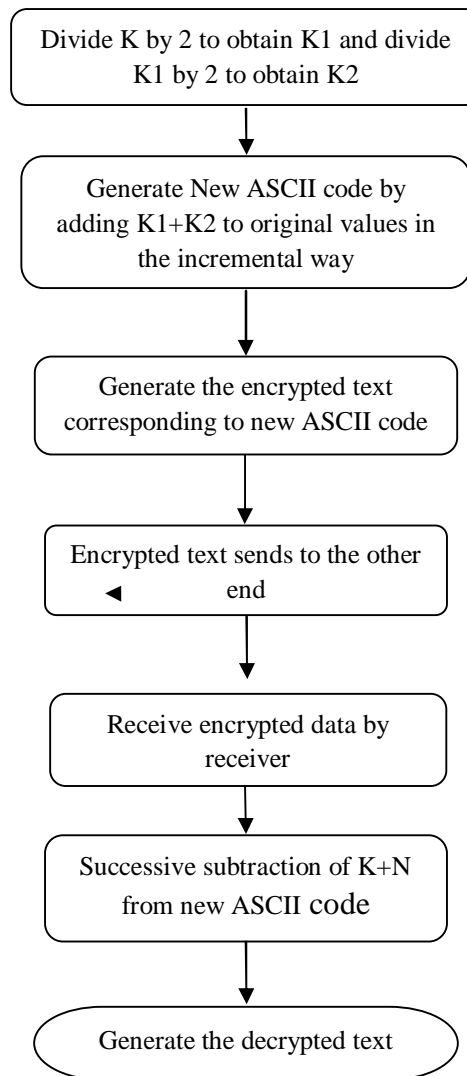 Divide K by 2 to obtain K1 and divide
K1 by 2 to obtain K2
Generate New ASCII code by
adding K1+K2 to original values in
the incremental way
Generate the encrypted text
corresponding to new ASCII code
Encrypted text sends to the other
end
Receive encrypted data by
receiver
Successive subtraction of K+N
from new ASCII code
Generate the decrypted text